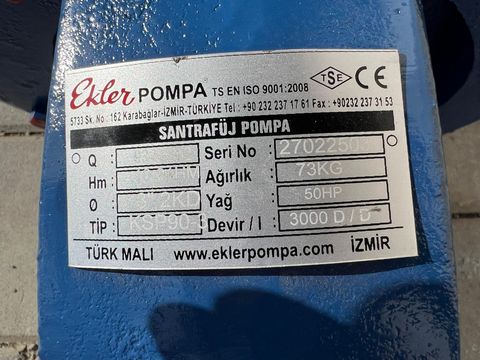 Ekler POMPA TS EN ISO 9001:2008 TSE CE
5733 Sk. No: 162 Karabağlar-İZMİR-TÜRKİYE Tel.: +90 232 237 17 61 Fax: +90232 237 31 53
SANTRAFÜJ POMPA
Q Seri No
Hm Ağırlık 73KG
O Yağ 50HP
TİP Devir / I 3000 D / D
TÜRK MALI www.eklerpompa.com İZMİR